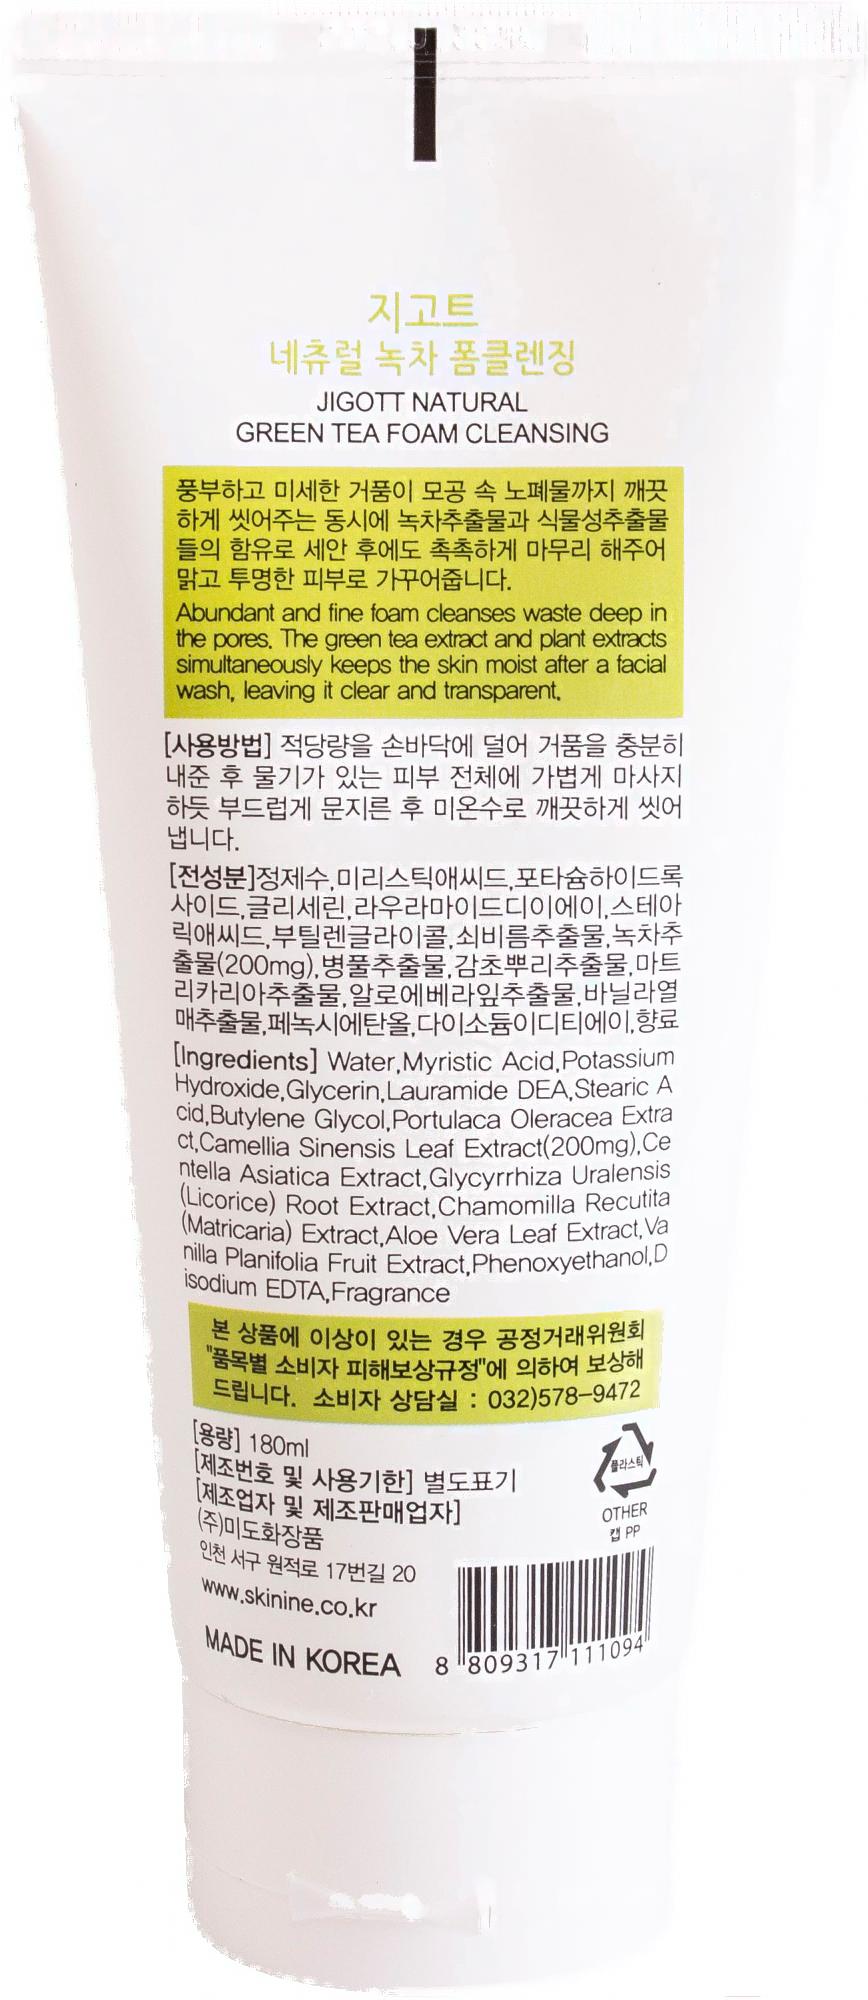 지고트
네츄럴 녹차 폼클렌징
JIGOTT NATURAL
GREEN TEA FOAM CLEANSING
풍부하고 미세한 거품이 모공 속 노폐물까지 깨끗
하게 씻어주는 동시에 녹차추출물과 식물성추출물
들의 함유로 세안 후에도 촉촉하게 마무리 해주어
맑고 투명한 피부로 가꾸어줍니다.
Abundant and fine foam cleanses waste deep in
the pores. The green tea extract and plant extracts
simultaneously keeps the skin moist after a facial
wash, leaving it clear and transparent.
[사용방법] 적당량을 손바닥에 덜어 거품을 충분히
내준 후 물기가 있는 피부 전체에 가볍게 마사지
하듯 부드럽게 문지른 후 미온수로 깨끗하게 씻어
냅니다.
[전성분]정제수,미리스틱애씨드,포타슘하이드록
사이드,글리세린,라우라마이드디이에이,스테아
릭애씨드,부틸렌글라이콜,쇠비름추출물,녹차추
출물(200mg),병풀추출물,감초뿌리추출물,마트
리카리아추출물,알로에베라잎추출물,바닐라열
매추출물,페녹시에탄올,다이소듐이디티에이,향료
[Ingredients] Water,Myristic Acid,Potassium
Hydroxide,Glycerin,Lauramide DEA,Stearic A
cid,Butylene Glycol,Portulaca Oleracea Extra
ct,Camellia Sinensis Leaf Extract(200mg),Ce
ntella Asiatica Extract,Glycyrrhiza Uralensis
(Licorice) Root Extract,Chamomilla Recutita
(Matricaria) Extract,Aloe Vera Leaf Extract,Va
nilla Planifolia Fruit Extract,Phenoxyethanol,D
isodium EDTA,Fragrance
본 상품에 이상이 있는 경우 공정거래위원회
"품목별 소비자 피해보상규정"에 의하여 보상해
드립니다. 소비자 상담실 : 032)578-9472
[용량] 180ml
[제조번호 및 사용기한] 별도표기
[제조업자 및 제조판매업자]
(주)미도화장품
인천 서구 원적로 17번길 20
www.skinine.co.kr
MADE IN KOREA
플라스틱
OTHER
캡 PP
8 809317 111094